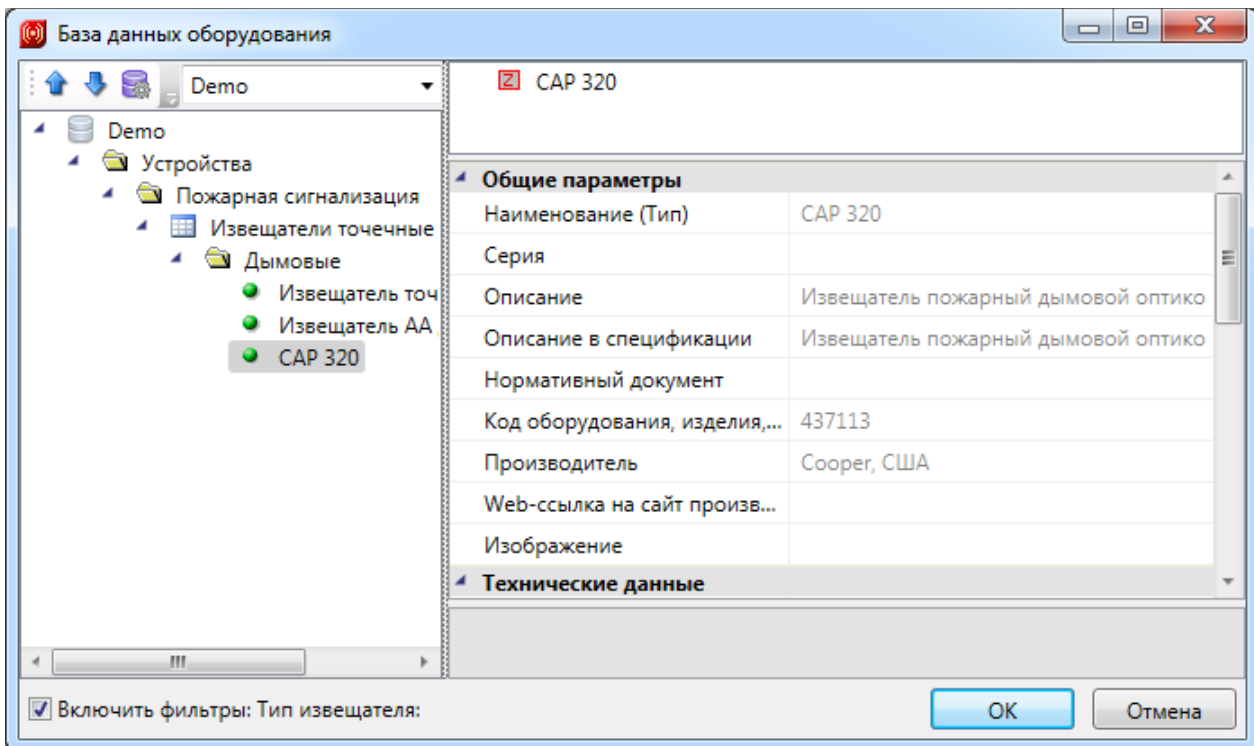 База данных оборудования
Demo
Demo
Устройства
Пожарная сигнализация
Извещатели точечные
Дымовые
Извещатель точ
Извещатель АА
CAP 320
Z CAP 320
Общие параметры
Наименование (Тип) CAP 320
Серия
Описание Извещатель пожарный дымовой оптико
Описание в спецификации Извещатель пожарный дымовой оптико
Нормативный документ
Код оборудования, изделия,... 437113
Производитель Cooper, США
Web-ссылка на сайт произв...
Изображение
Технические данные
Включить фильтры: Тип извещателя:
OK Отмена